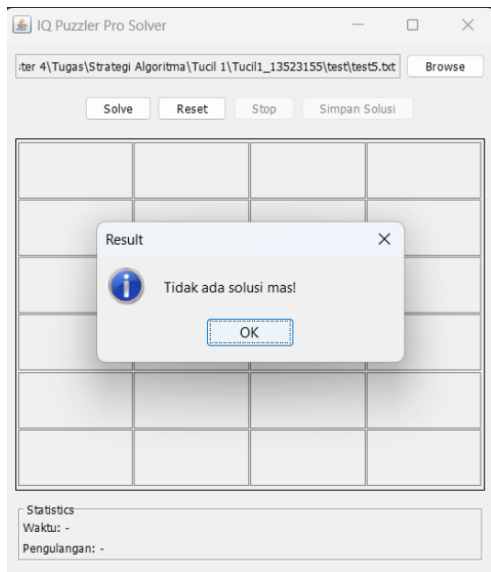 IQ Puzzler Pro Solver
ter 4\Tugas\Strategi Algoritma\Tucil 1\Tucil1_13523155\test\test5.txt Browse
Solve Reset Stop Simpan Solusi
Result
Tidak ada solusi mas!
OK
Statistics
Waktu: -
Pengulangan: -